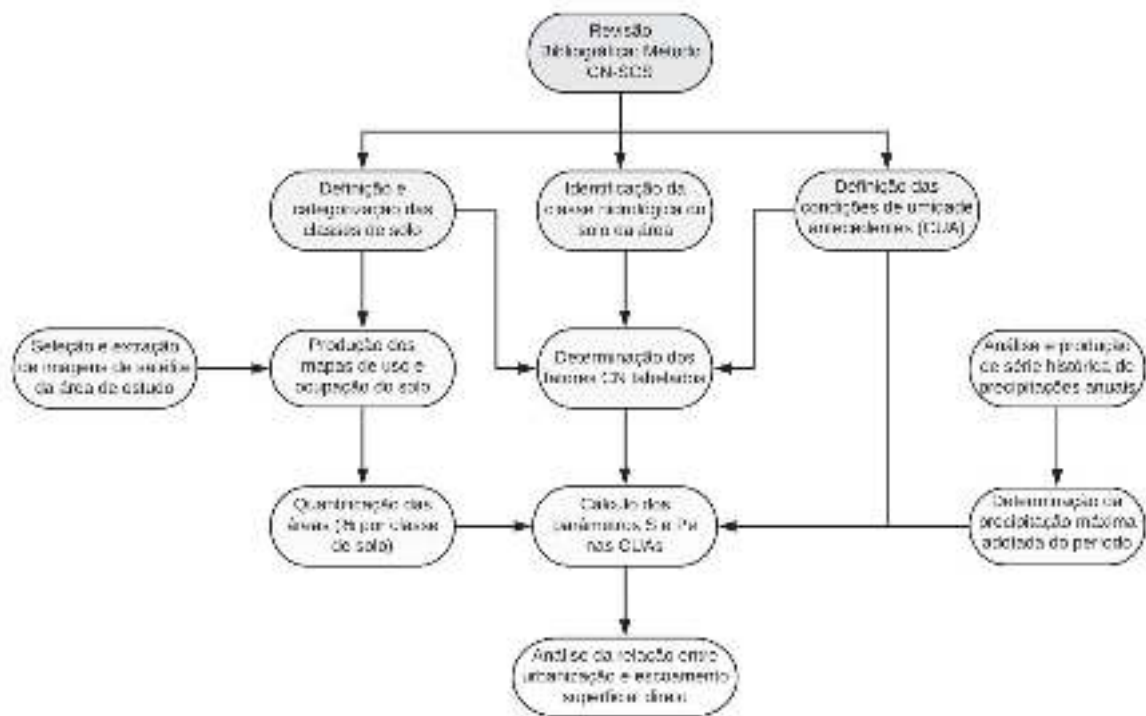 Revisão
Bibliográfica: Método
CN-SCS
Definição e
categorização das
classes de solo
Identificação da
classe hidrológica do
solo da área
Definição das
condições de umidade
antecedentes (CUA)
Seleção e extração
de imagens de satélite
da área de estudo
Produção dos
mapas de uso e
ocupação do solo
Determinação dos
fatores CN tabelados
Análise e produção
de série histórica de
precipitações anuais
Quantificação das
áreas (% por classe
de solo)
Cálculo dos
parâmetros S e Pe
nas CUAs
Determinação da
precipitação máxima
adotada do período
Análise da relação entre
urbanização e escoamento
superficial direto